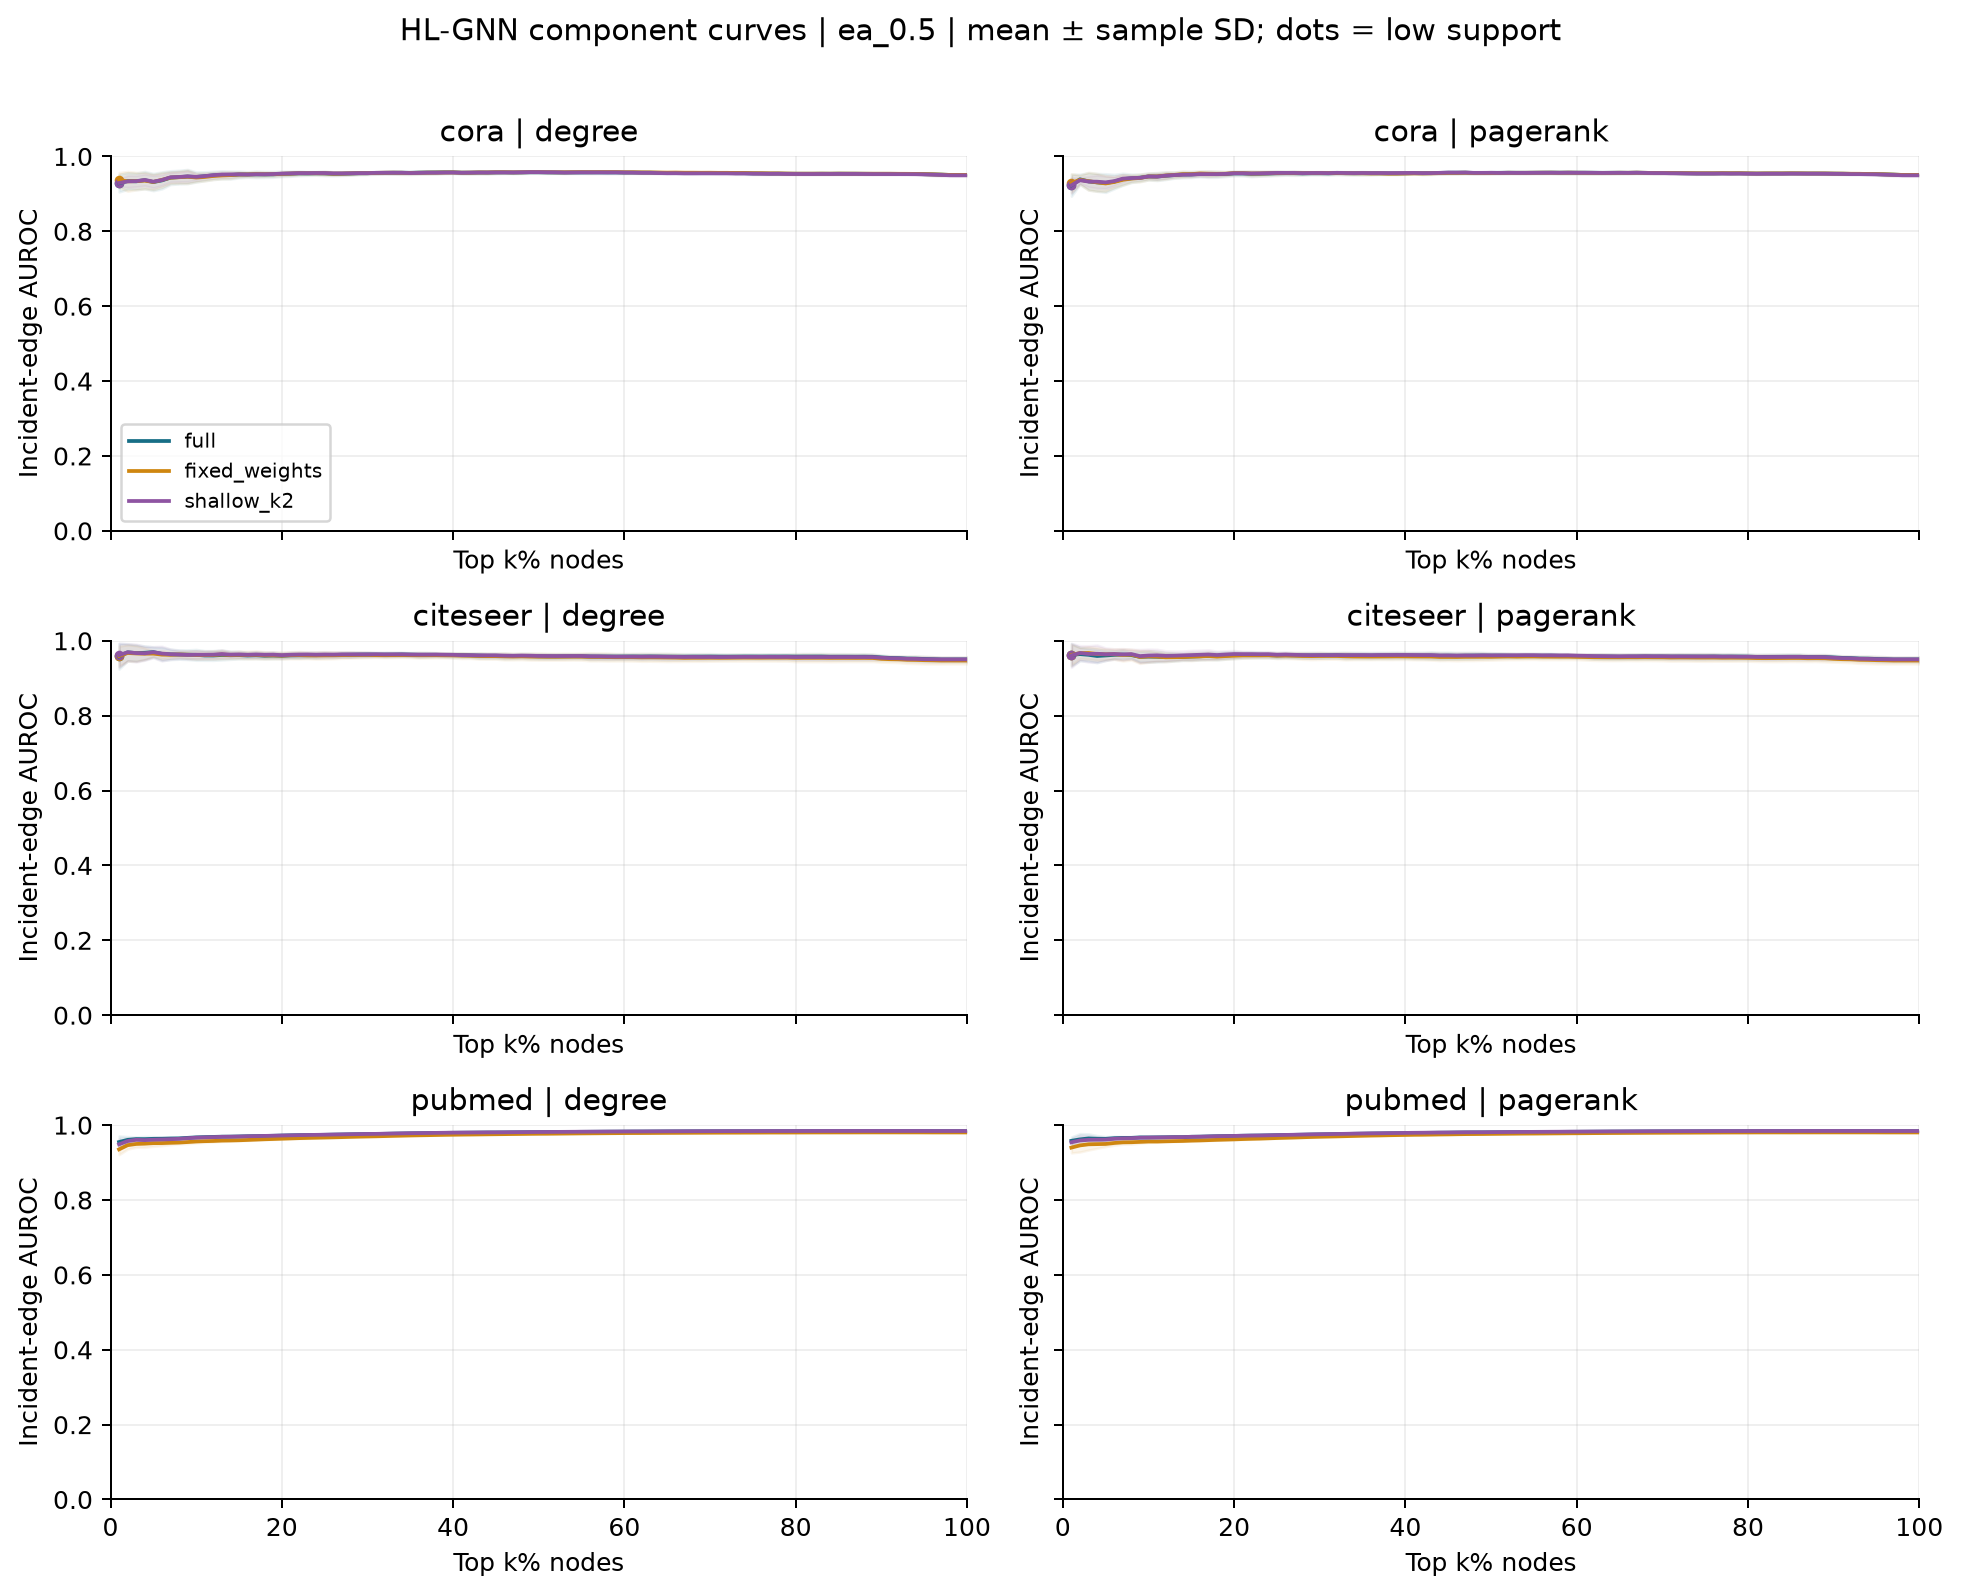 HL-GNN component curves | ea_0.5 | mean ± sample SD; dots = low support
cora | degree
cora | pagerank
Incident-edge AUROC
1.0
0.8
0.6
0.4
0.2
0.0
full
fixed_weights
shallow_k2
Top k% nodes
Incident-edge AUROC
Top k% nodes
citeseer | degree
citeseer | pagerank
Incident-edge AUROC
1.0
0.8
0.6
0.4
0.2
0.0
Top k% nodes
Incident-edge AUROC
Top k% nodes
pubmed | degree
pubmed | pagerank
Incident-edge AUROC
1.0
0.8
0.6
0.4
0.2
0.0
0 20 40 60 80 100
Top k% nodes
Incident-edge AUROC
0 20 40 60 80 100
Top k% nodes